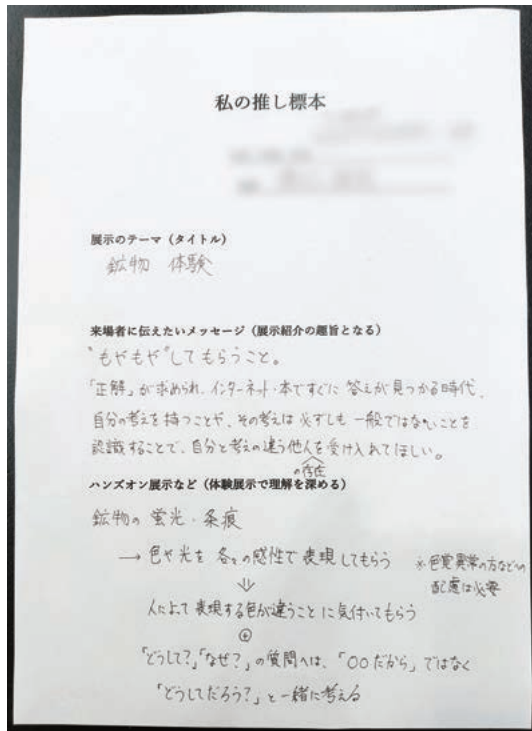 私の推し標本
展示のテーマ（タイトル）
鉱物 体験
来場者に伝えたいメッセージ（展示紹介の趣旨となる）
"もやもや"してもらうこと。
「正解」が求められ、インターネット・本ですぐに 答えが見つかる時代、
自分の考えを持つことや、その考えは 必ずしも 一般ではないことを
認識することで、自分と考えの違う他人を受け入れてほしい。
の存在
ハンズオン展示など（体験展示で理解を深める）
鉱物の 蛍光・条痕
→ 色や光を 各々の感性で 表現してもらう ※色覚異常の方などへの
配慮は必要
⇓
人によって 表現する色が違うことに気付いてもらう
⊕
「どうして?」「なぜ?」の質問へは、「○○だから」ではなく
「どうしてだろう?」と一緒に考える